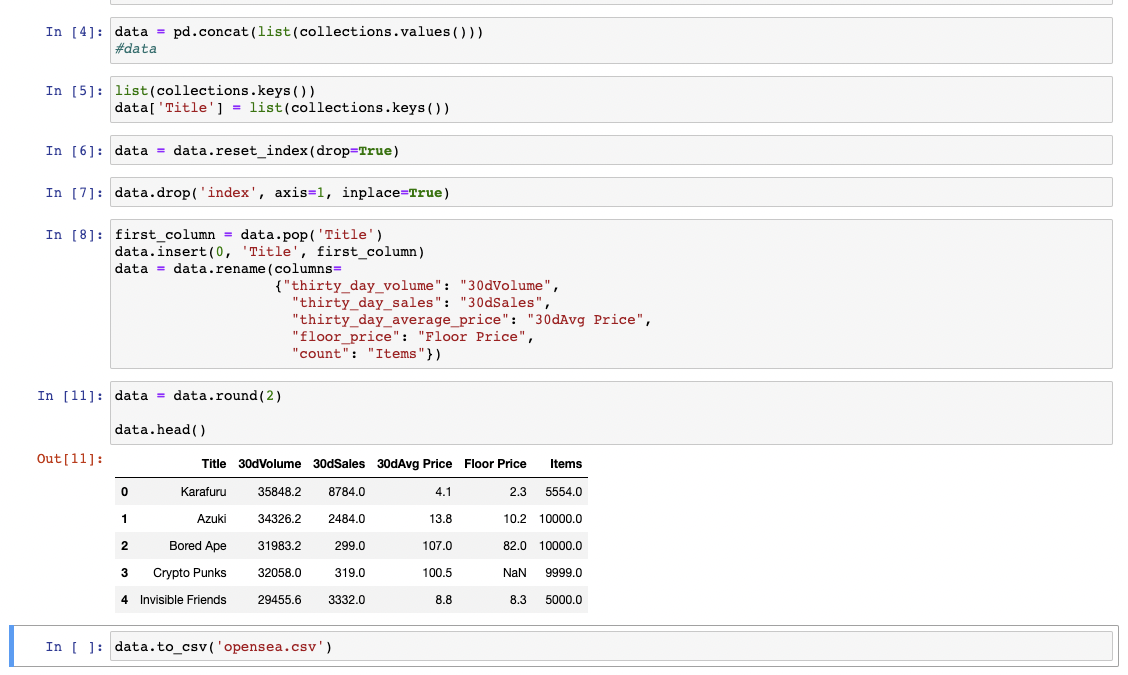 In [4]: data = pd.concat(list(collections.values()))
#data
In [5]: list(collections.keys())
data['Title'] = list(collections.keys())
In [6]: data = data.reset_index(drop=True)
In [7]: data.drop('index', axis=1, inplace=True)
In [8]: first_column = data.pop('Title')
data.insert(0, 'Title', first_column)
data = data.rename(columns=
{"thirty_day_volume": "30dVolume",
"thirty_day_sales": "30dSales",
"thirty_day_average_price": "30dAvg Price",
"floor_price": "Floor Price",
"count": "Items"})
In [11]: data = data.round(2)
data.head()
Out[11]:
Title 30dVolume 30dSales 30dAvg Price Floor Price Items
0 Karafuru 35848.2 8784.0 4.1 2.3 5554.0
1 Azuki 34326.2 2484.0 13.8 10.2 10000.0
2 Bored Ape 31983.2 299.0 107.0 82.0 10000.0
3 Crypto Punks 32058.0 319.0 100.5 NaN 9999.0
4 Invisible Friends 29455.6 3332.0 8.8 8.3 5000.0
In [ ]: data.to_csv('opensea.csv')